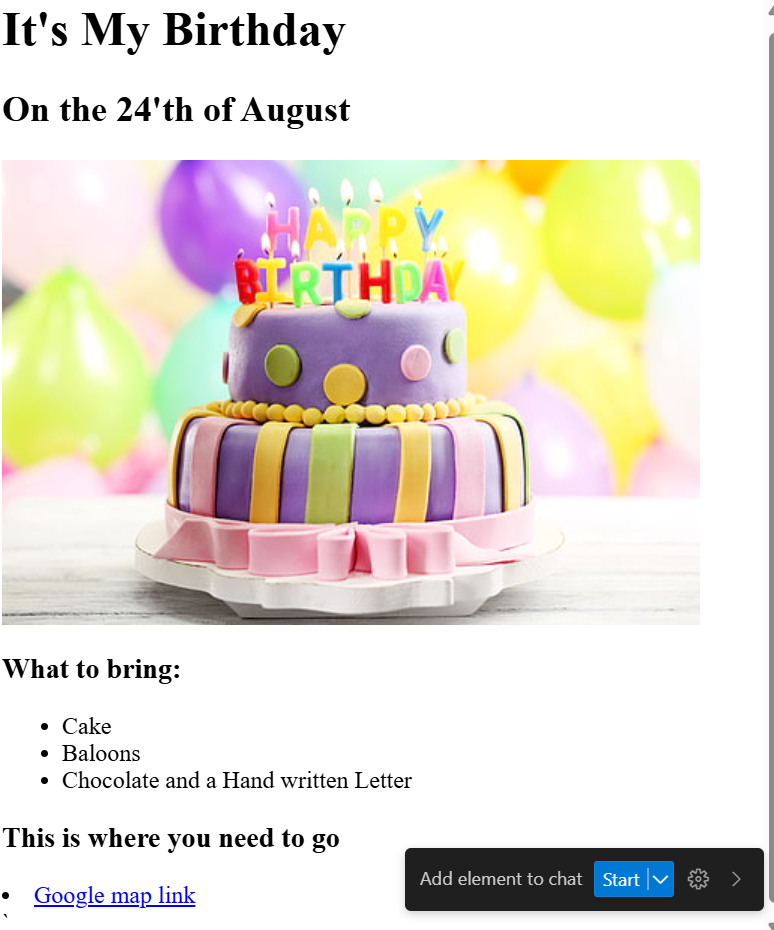 It's My Birthday
On the 24'th of August
HAPPY
BIRTHDAY
What to bring:
• Cake
• Baloons
• Chocolate and a Hand written Letter
This is where you need to go
Add element to chat Start
• Google map link
`